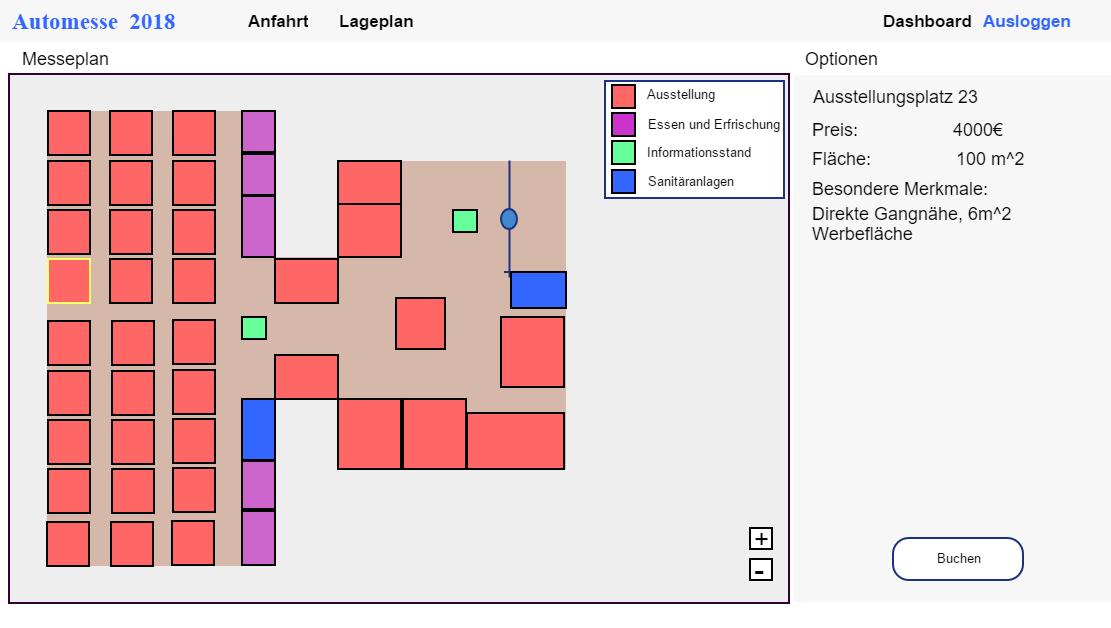 Automesse 2018
Anfahrt
Lageplan
Dashboard
Ausloggen
Messeplan
Optionen
Ausstellung
Essen und Erfrischung
Informationsstand
Sanitäranlagen
+
-
Ausstellungsplatz 23
Preis: 4000€
Fläche: 100 m^2
Besondere Merkmale:
Direkte Gangnähe, 6m^2
Werbefläche
Buchen